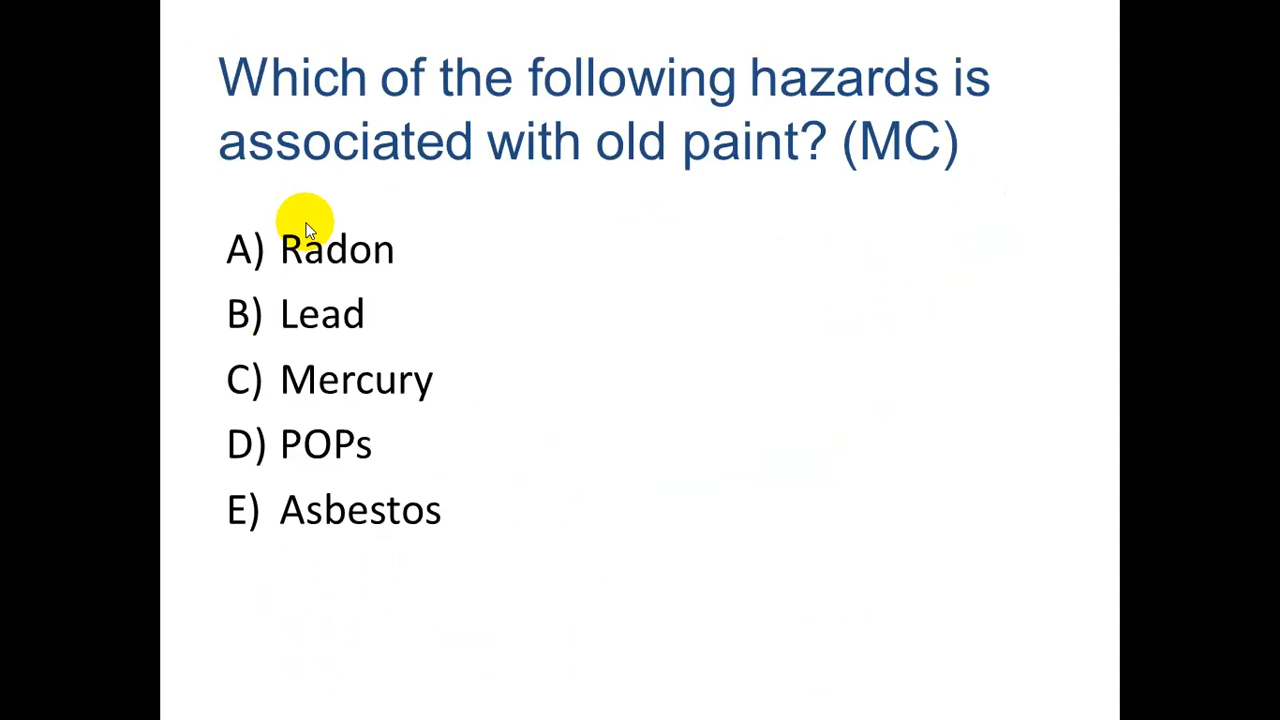 Which of the following hazards is
associated with old paint? (MC)
A) Radon
B) Lead
C) Mercury
D) POPs
E) Asbestos